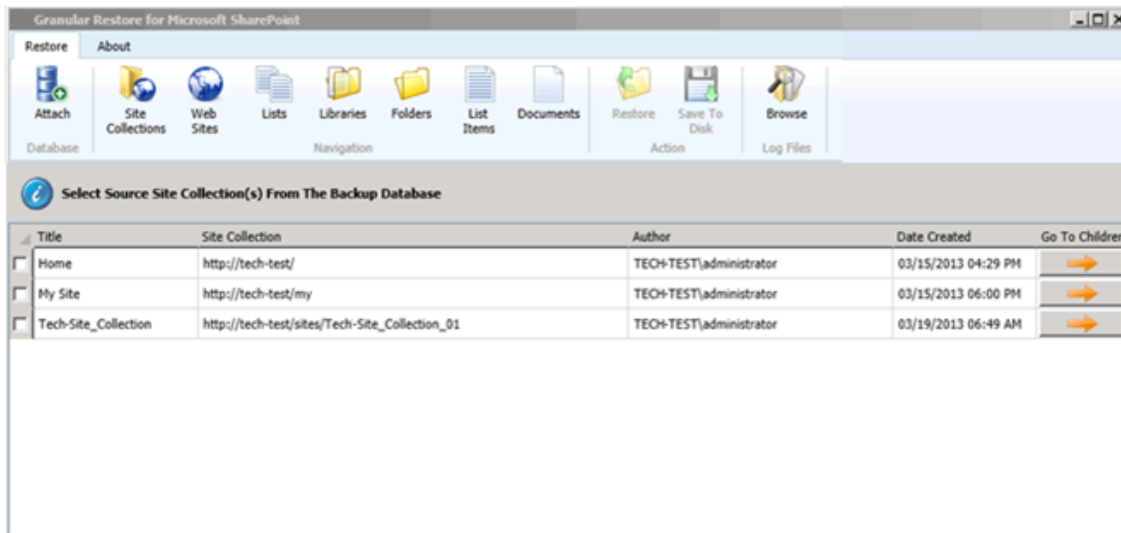 Granular Restore for Microsoft SharePoint
Restore About
Attach Site Collections Web Sites Lists Libraries Folders List Items Documents Restore Save To Disk Browse
Database Navigation Action Log Files
Select Source Site Collection(s) From The Backup Database
Title Site Collection Author Date Created Go To Children
Home http://tech-test/ TECH-TEST\administrator 03/15/2013 04:29 PM
My Site http://tech-test/my TECH-TEST\administrator 03/15/2013 06:00 PM
Tech-Site_Collection http://tech-test/sites/Tech-Site_Collection_01 TECH-TEST\administrator 03/19/2013 06:49 AM